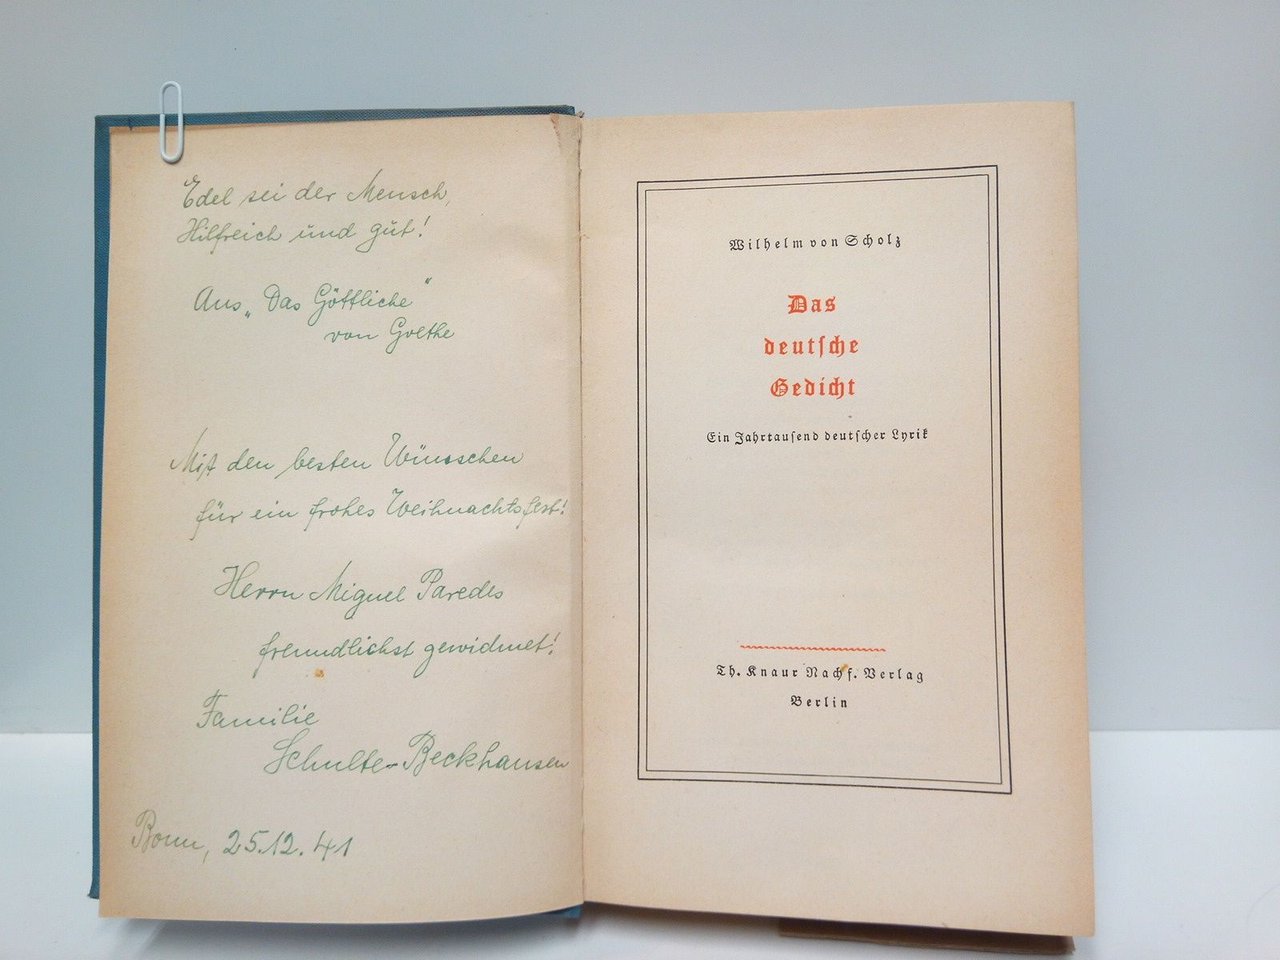 Edel sei der Mensch,
Hilfreich und gut!
Aus „Das Göttliche“
von Goethe
Mit den besten Wünschen
für ein frohes Weihnachtsfest!
Herrn Miguel Paredes
freundlichst gewidmet!
Familie
Schulte-Beckhausen
Bonn, 25.12.41
Wilhelm von Scholz
Das
deutſche
Gedicht
Ein Jahrtauſend deutſcher Lyrik
Th. Knaur Nachf. Verlag
Berlin